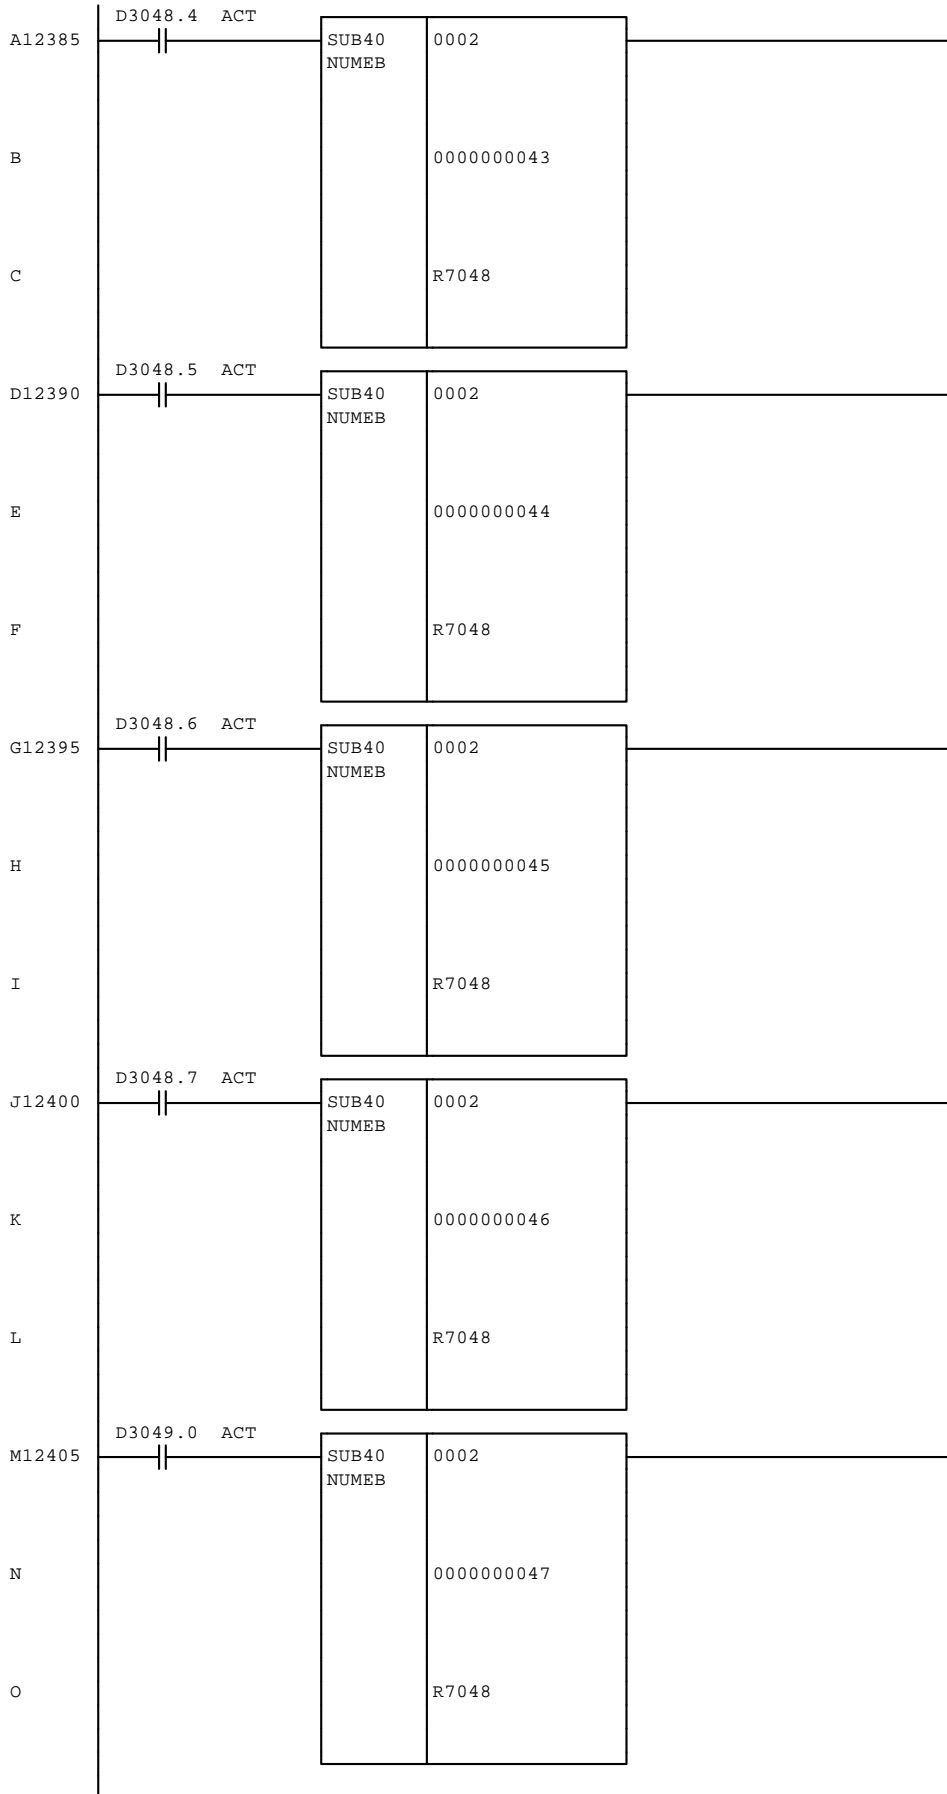 D3048.4 ACT
A12385 SUB40 0002
NUMEB
B 0000000043
C R7048
D3048.5 ACT
D12390 SUB40 0002
NUMEB
E 0000000044
F R7048
D3048.6 ACT
G12395 SUB40 0002
NUMEB
H 0000000045
I R7048
D3048.7 ACT
J12400 SUB40 0002
NUMEB
K 0000000046
L R7048
D3049.0 ACT
M12405 SUB40 0002
NUMEB
N 0000000047
O R7048